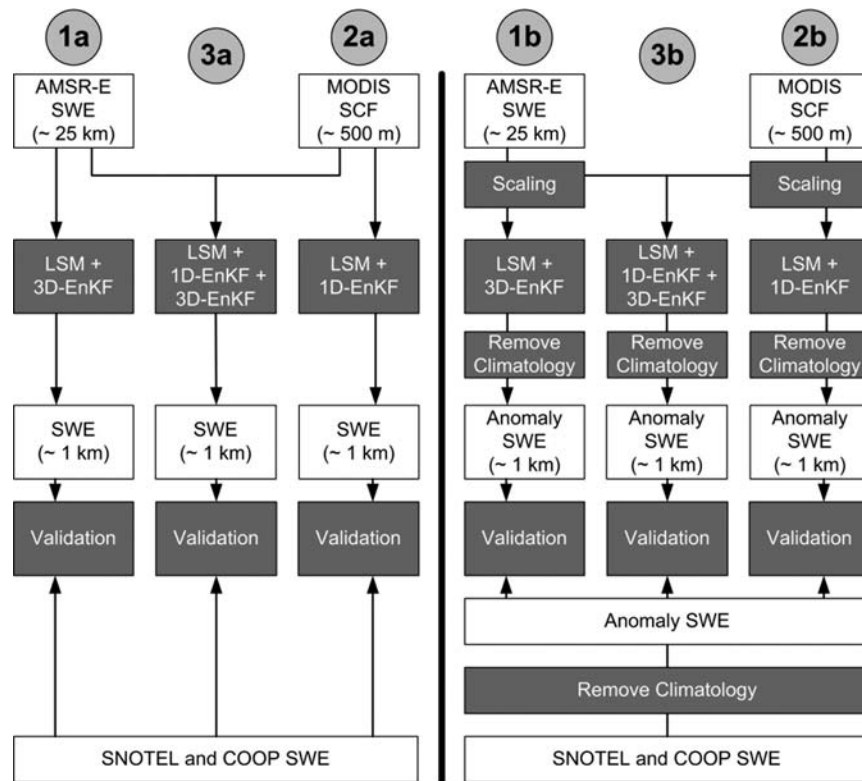 1a
3a
2a
1b
3b
2b
AMSR-E
SWE
(~ 25 km)
MODIS
SCF
(~ 500 m)
AMSR-E
SWE
(~ 25 km)
MODIS
SCF
(~ 500 m)
Scaling
Scaling
LSM +
3D-EnKF
LSM +
1D-EnKF +
3D-EnKF
LSM +
1D-EnKF
LSM +
3D-EnKF
LSM +
1D-EnKF +
3D-EnKF
LSM +
1D-EnKF
Remove
Climatology
Remove
Climatology
Remove
Climatology
SWE
(~ 1 km)
SWE
(~ 1 km)
SWE
(~ 1 km)
Anomaly
SWE
(~ 1 km)
Anomaly
SWE
(~ 1 km)
Anomaly
SWE
(~ 1 km)
Validation
Validation
Validation
Validation
Validation
Validation
Anomaly SWE
Remove Climatology
SNOTEL and COOP SWE
SNOTEL and COOP SWE